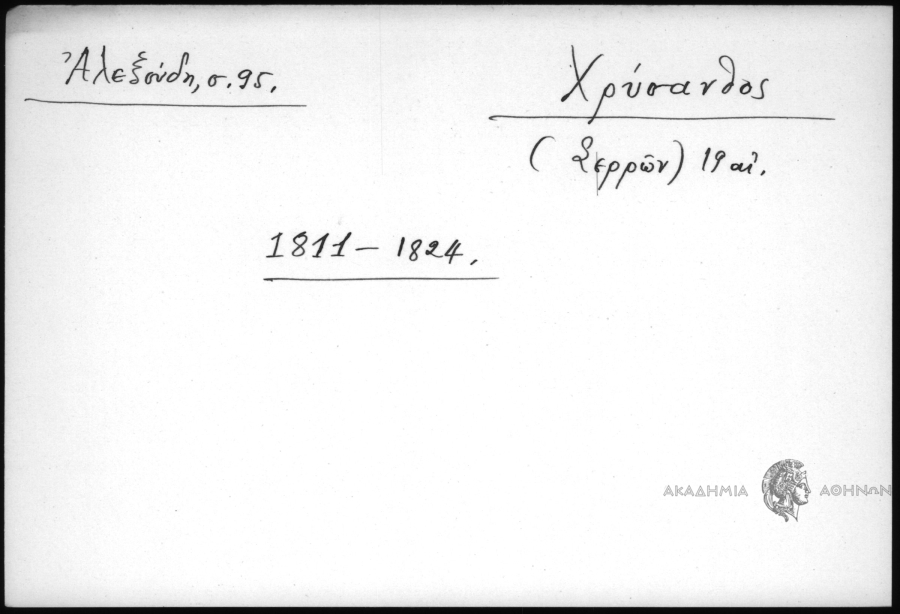 Ἀλεξούδη, σ. 95.
Χρύσανθος
(Σερρῶν) 19 αἰ.
1811 – 1824.
ΑΚΑΔΗΜΙΑ ΑΘΗΝΩΝ